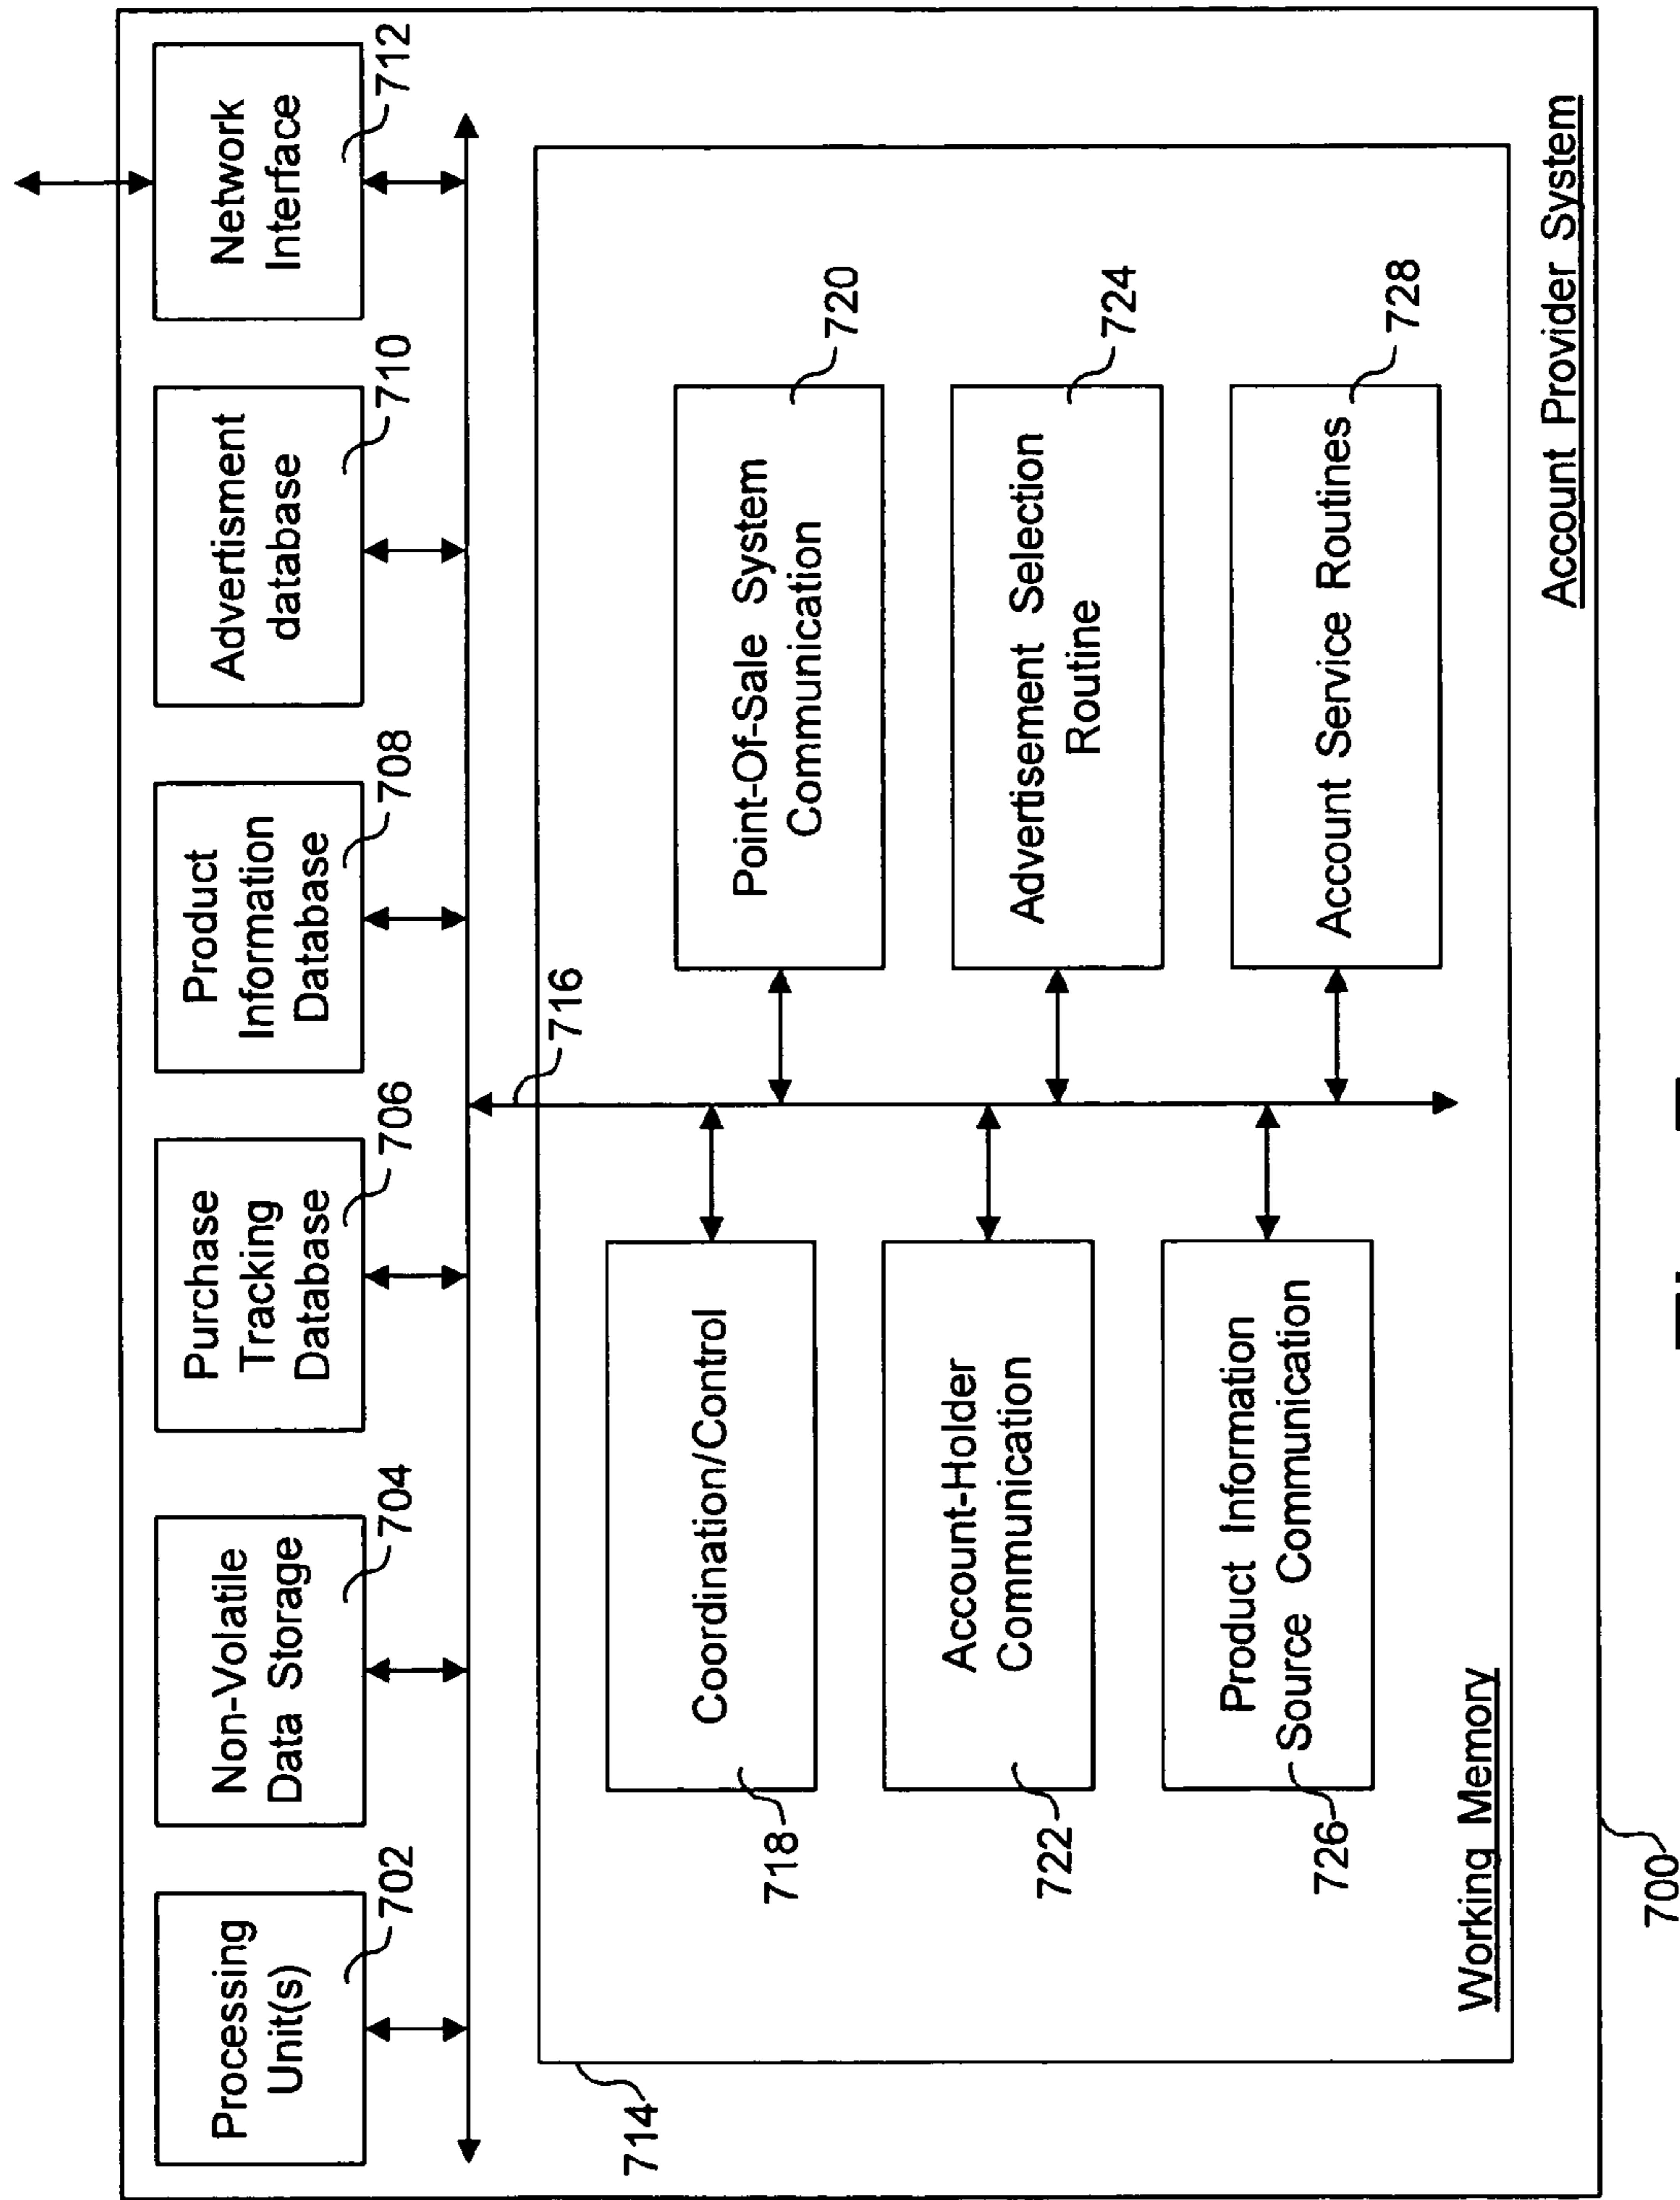 Processing
Unit(s)
702
Non-Volatile
Data Storage
704
Purchase
Tracking
Database
706
Product
Information
Database
708
Advertisment
database
710
Network
Interface
712
716
714
Coordination/Control
718
Point-Of-Sale System
Communication
720
Account-Holder
Communication
722
Advertisement Selection
Routine
724
Product Information
Source Communication
726
Account Service Routines
728
Working Memory
Account Provider System
700